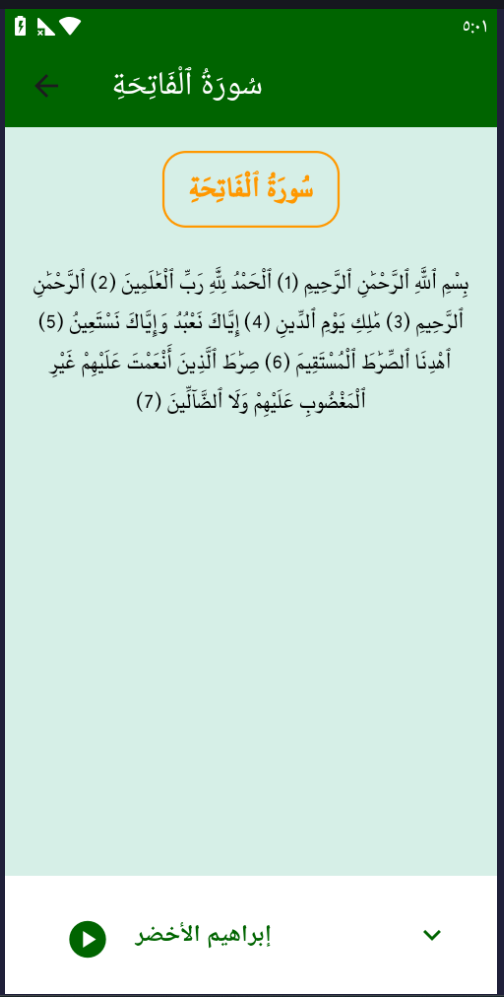 ٥:٠١
سُورَةُ ٱلْفَاتِحَةِ
سُورَةُ ٱلْفَاتِحَةِ
بِسْمِ ٱللَّهِ ٱلرَّحْمَٰنِ ٱلرَّحِيمِ (1) ٱلْحَمْدُ لِلَّهِ رَبِّ ٱلْعَٰلَمِينَ (2) ٱلرَّحْمَٰنِ
ٱلرَّحِيمِ (3) مَٰلِكِ يَوْمِ ٱلدِّينِ (4) إِيَّاكَ نَعْبُدُ وَإِيَّاكَ نَسْتَعِينُ (5)
ٱهْدِنَا ٱلصِّرَٰطَ ٱلْمُسْتَقِيمَ (6) صِرَٰطَ ٱلَّذِينَ أَنْعَمْتَ عَلَيْهِمْ غَيْرِ
ٱلْمَغْضُوبِ عَلَيْهِمْ وَلَا ٱلضَّآلِّينَ (7)
إبراهيم الأخضر